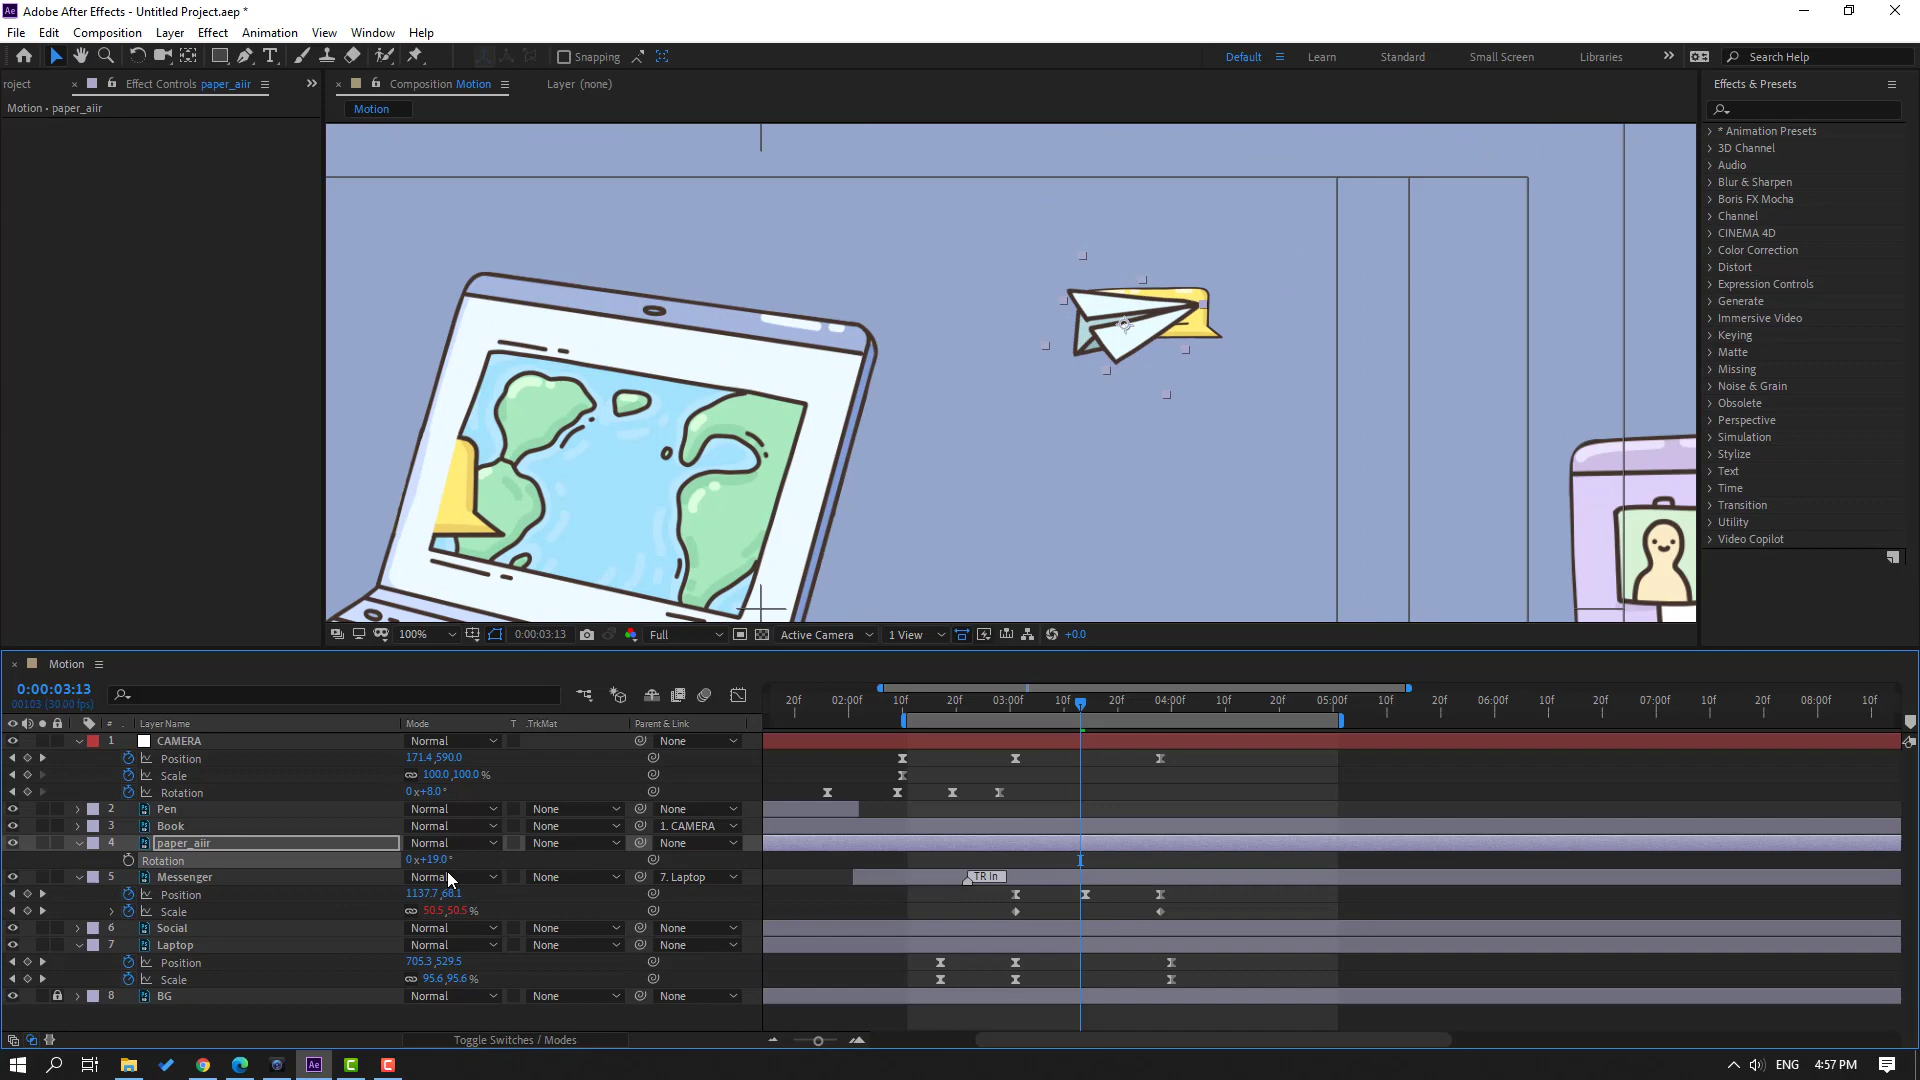 Ae Adobe After Effects - Untitled Project.aep *
File Edit Composition Layer Effect Animation View Window Help
Snapping Default Learn Standard Small Screen Libraries Search Help
roject Effect Controls paper_aiir Composition Motion Layer (none) Effects & Presets
Motion • paper_aiir
Motion
* Animation Presets
3D Channel
Audio
Blur & Sharpen
Boris FX Mocha
Channel
CINEMA 4D
Color Correction
Distort
Expression Controls
Generate
Immersive Video
Keying
Matte
Missing
Noise & Grain
Obsolete
Perspective
Simulation
Stylize
Text
Time
Transition
Utility
Video Copilot
100% 0:00:03:13 Full Active Camera 1 View +0.0
Motion
0:00:03:13
00103 (30.00 fps)
20f 02:00f 10f 20f 03:00f 10f 20f 04:00f 10f 20f 05:00f 10f 20f 06:00f 10f 20f 07:00f 10f 20f 08:00f 10f
# Layer Name Mode T .TrkMat Parent & Link
1 CAMERA Normal None
Position 171.4,590.0
Scale 100.0,100.0 %
Rotation 0x+8.0°
2 Pen Normal None None
3 Book Normal None 1. CAMERA
4 paper_aiir Normal None None
Rotation 0x+19.0°
5 Messenger Normal None 7. Laptop TR In
Position 1137.7,68.1
Scale 50.5,50.5 %
6 Social Normal None None
7 Laptop Normal None None
Position 705.3,529.5
Scale 95.6,95.6 %
8 BG Normal None None
Toggle Switches / Modes
Ae C C ENG 4:57 PM